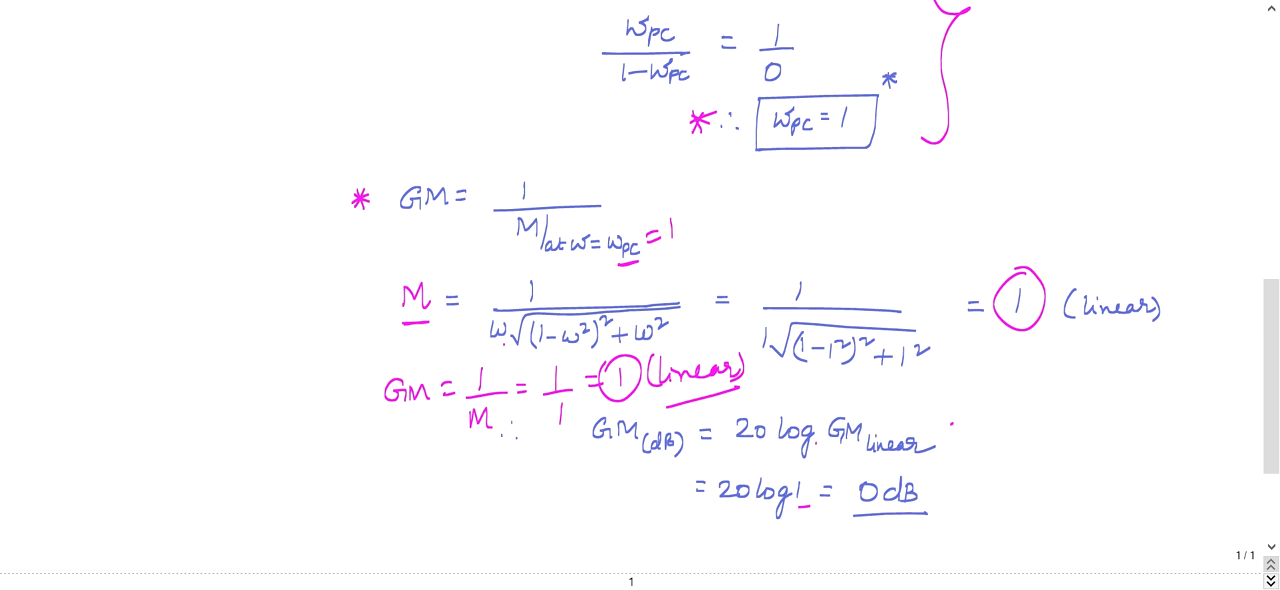 ωpc / 1-ωpc = 1 / 0
* ∴ ωpc = 1 *
* GM = 1 / M/at ω = ωpc = 1
M = 1 / ω√(1-ω²)²+ω² = 1 / 1√(1-1²)²+1² = 1 (linear)
GM = 1/M = 1/1 = 1 (linear)
∴ GM(dB) = 20 log GM linear
= 20 log 1 = 0 dB
1 / 1
1